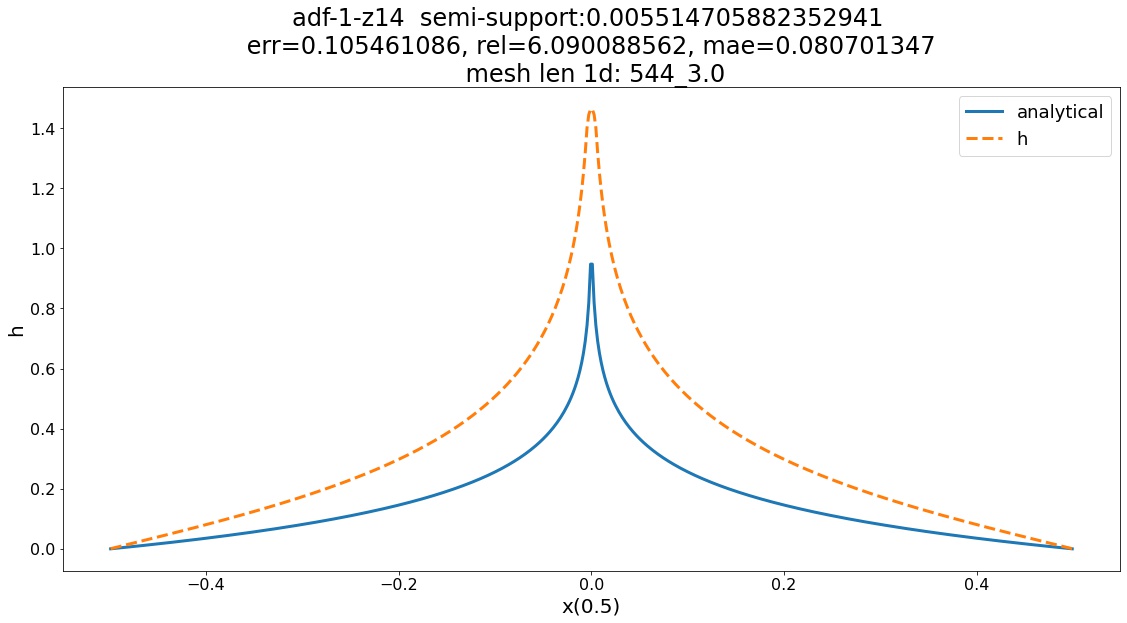 adf-1-z14 semi-support:0.005514705882352941
err=0.105461086, rel=6.090088562, mae=0.080701347
mesh len 1d: 544_3.0
analytical
h
1.4
1.2
1.0
0.8
0.6
0.4
0.2
0.0
h
−0.4
−0.2
0.0
0.2
0.4
x(0.5)